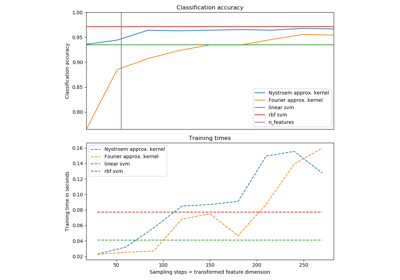 Classification accuracy
1.00
0.95
0.90
0.85
0.80
Classification accuracy
Nystroem approx. kernel
Fourier approx. kernel
linear svm
rbf svm
n_features
Training times
0.16
0.14
0.12
0.10
0.08
0.06
0.04
0.02
Training time in seconds
Nystroem approx. kernel
Fourier approx. kernel
linear svm
rbf svm
50
100
150
200
250
Sampling steps = transformed feature dimension